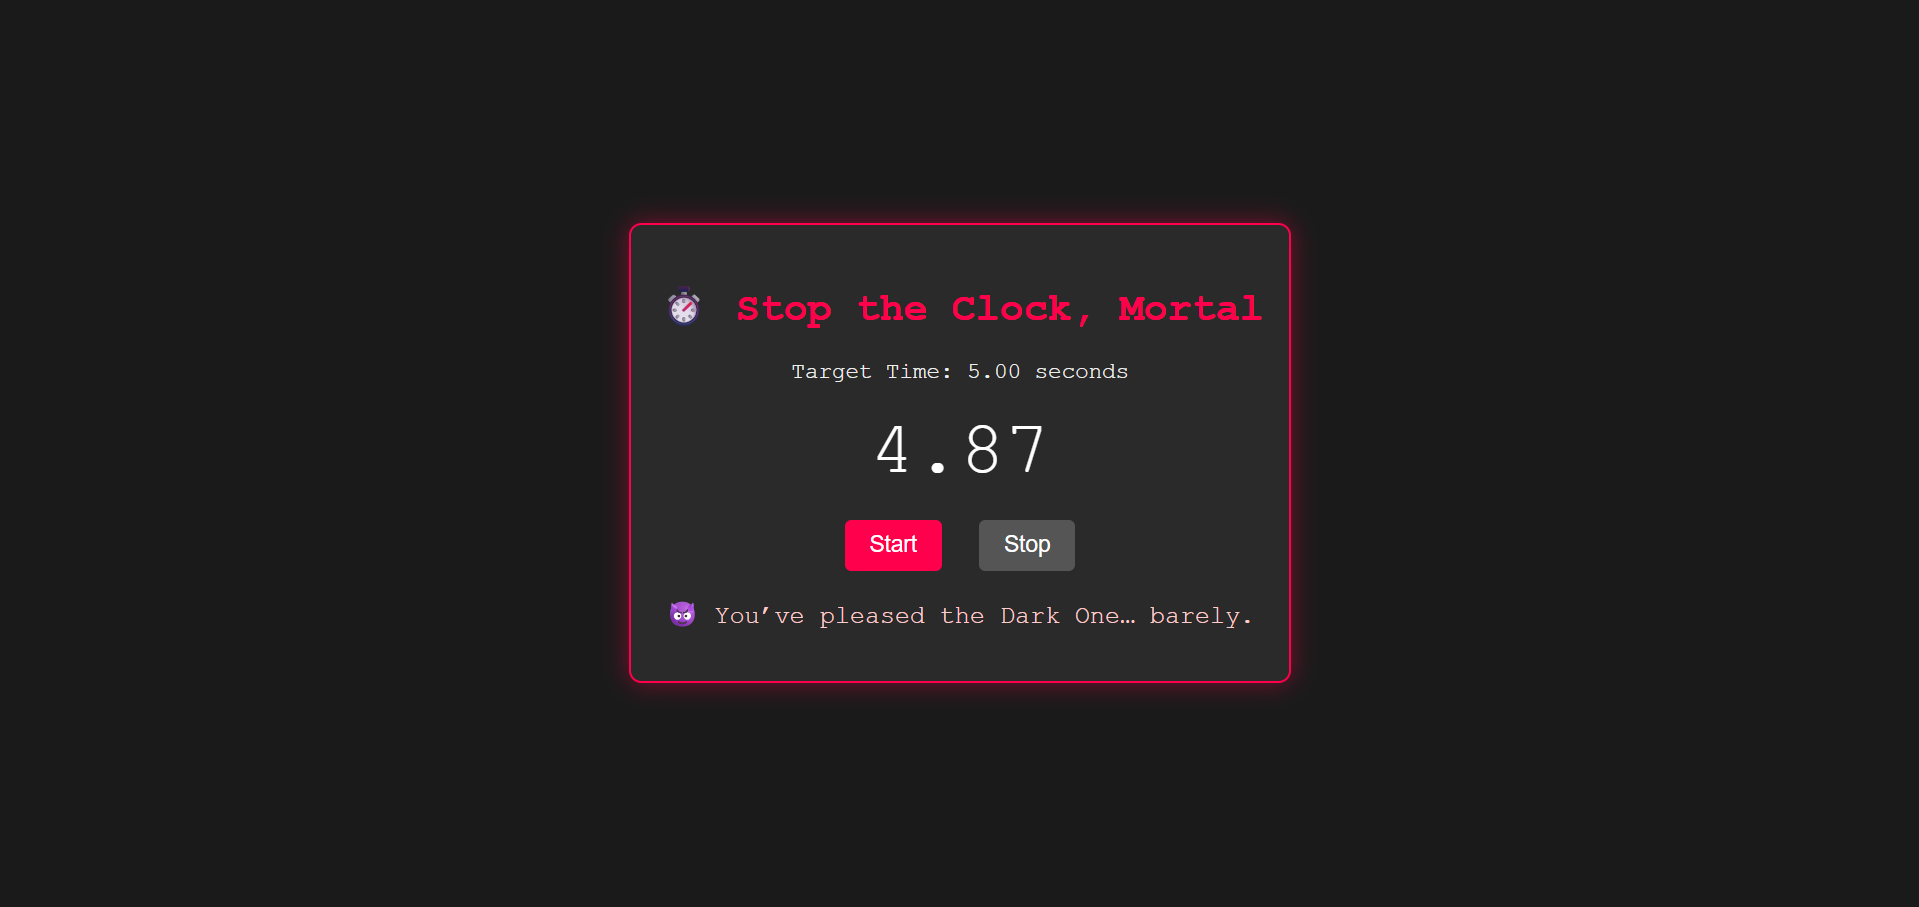 Stop the Clock, Mortal
Target Time: 5.00 seconds
4.87
Start Stop
You’ve pleased the Dark One… barely.